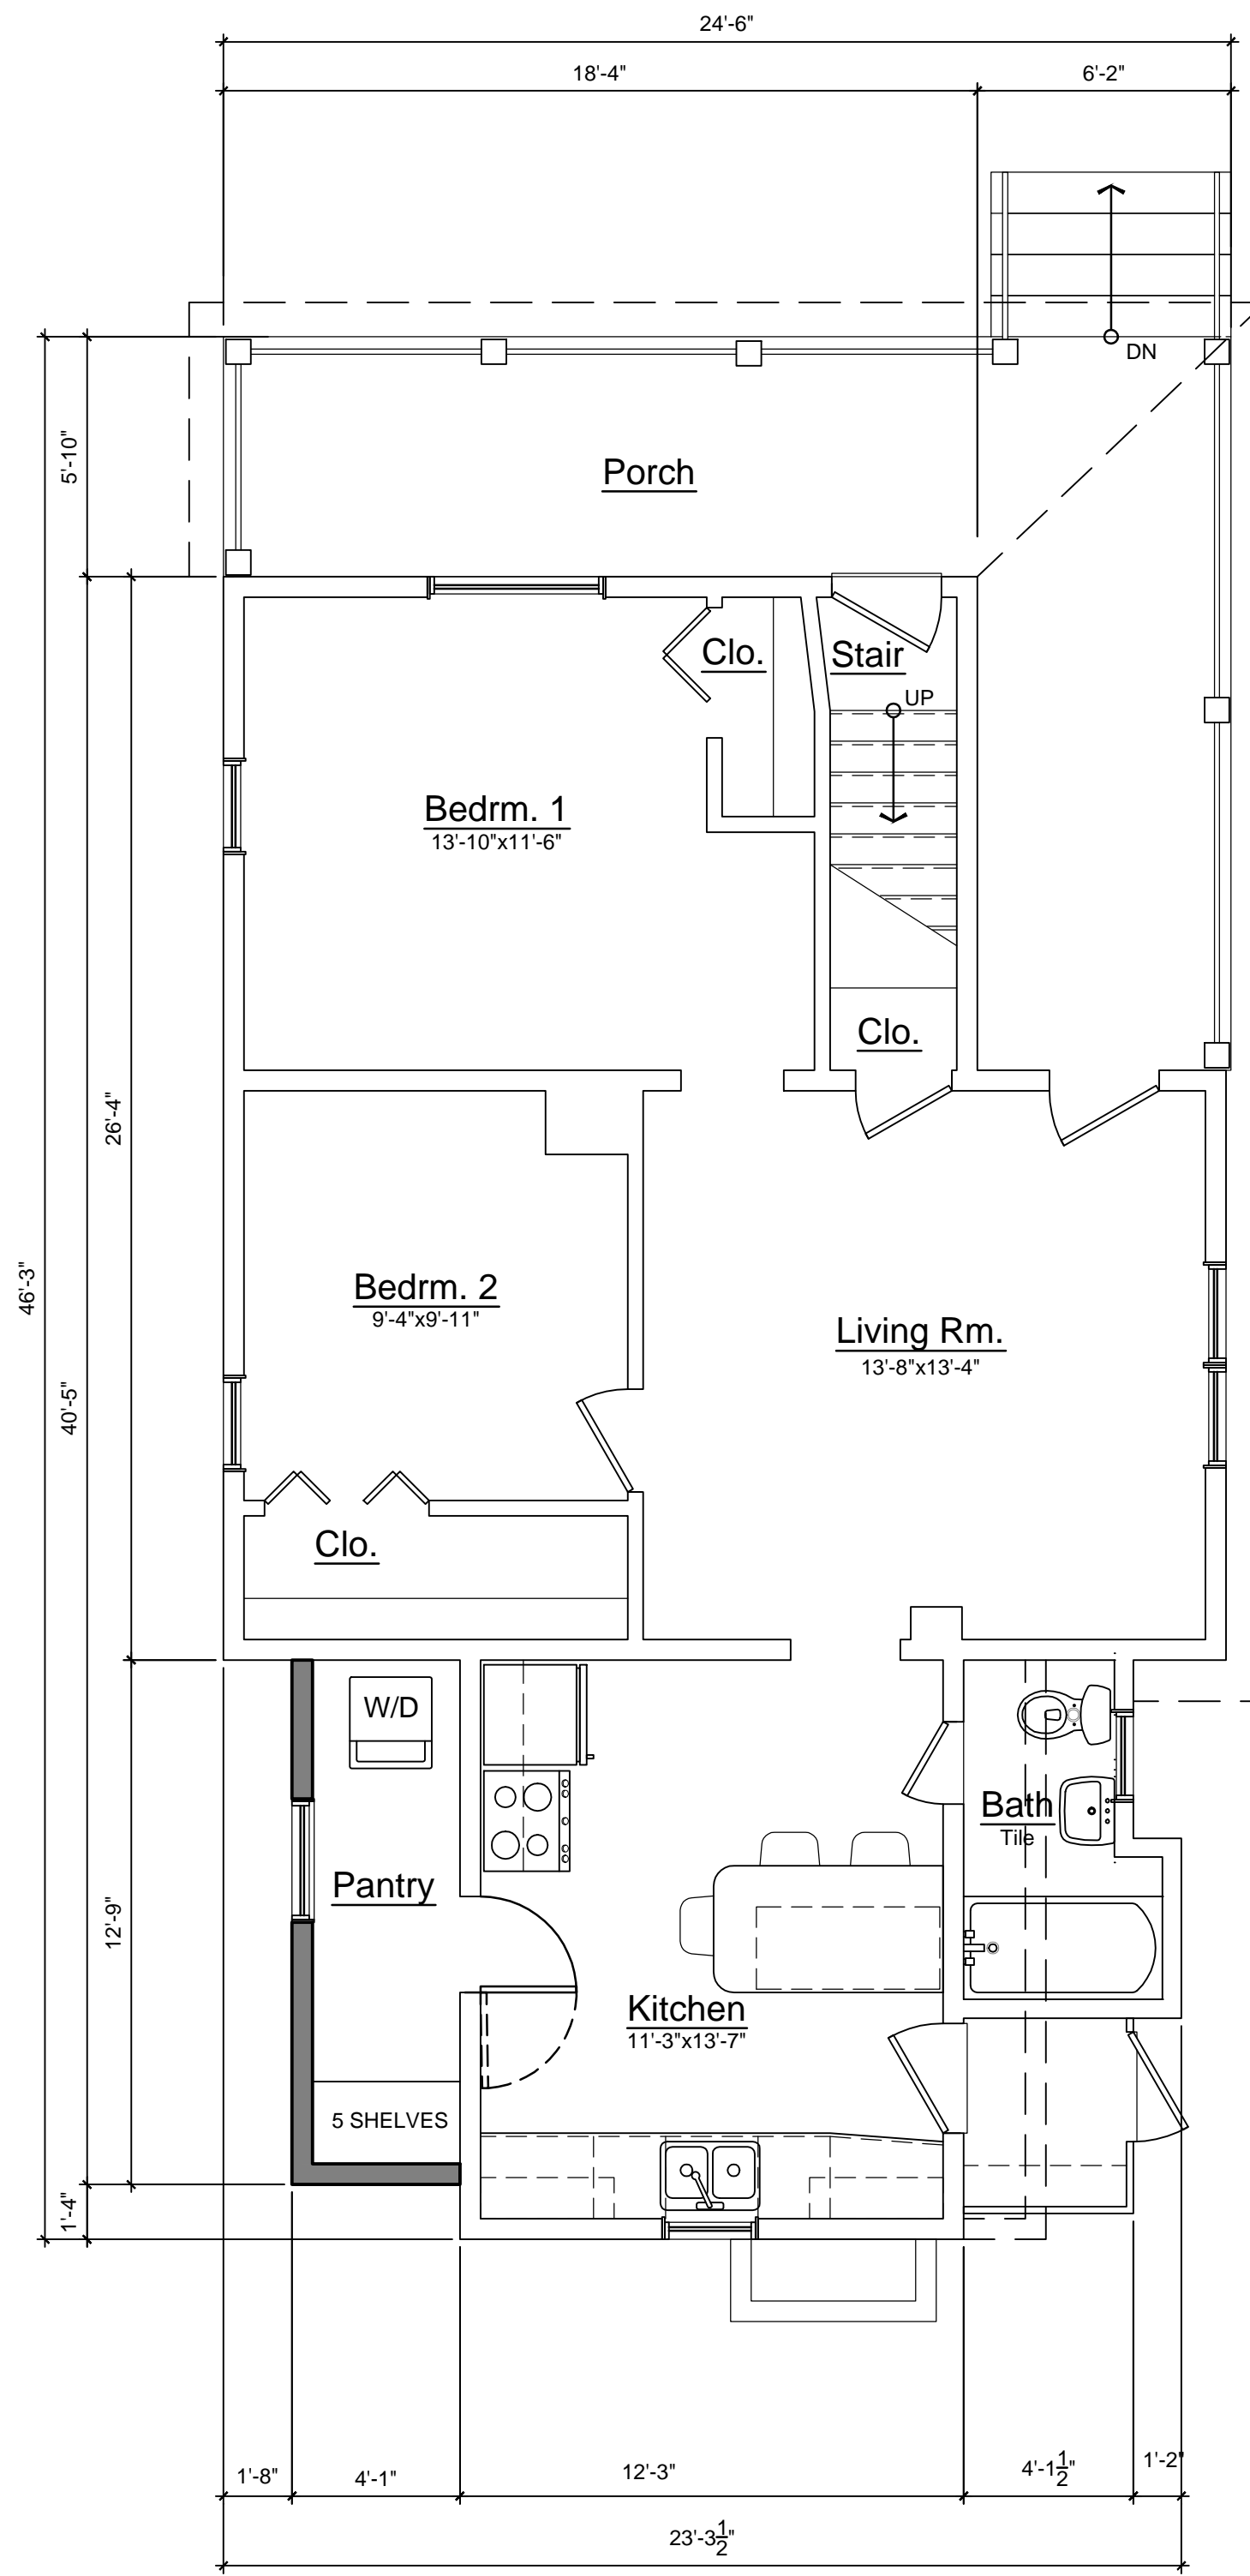 24'-6"
18'-4"
6'-2"
DN
5'-10"
Porch
Clo.
Stair
UP
Bedrm. 1
13'-10"x11'-6"
Clo.
26'-4"
46'-3"
Bedrm. 2
9'-4"x9'-11"
Living Rm.
13'-8"x13'-4"
40'-5"
Clo.
W/D
Bath
Tile
Pantry
12'-9"
Kitchen
11'-3"x13'-7"
5 SHELVES
1'-4"
1'-8"
4'-1"
12'-3"
4'-1½"
1'-2"
23'-3½"